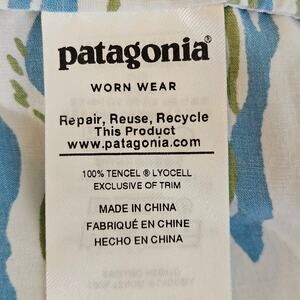 patagonia®
WORN WEAR
Repair, Reuse, Recycle
This Product
www.patagonia.com
100% TENCEL ® LYOCELL
EXCLUSIVE OF TRIM
MADE IN CHINA
FABRIQUÉ EN CHINE
HECHO EN CHINA